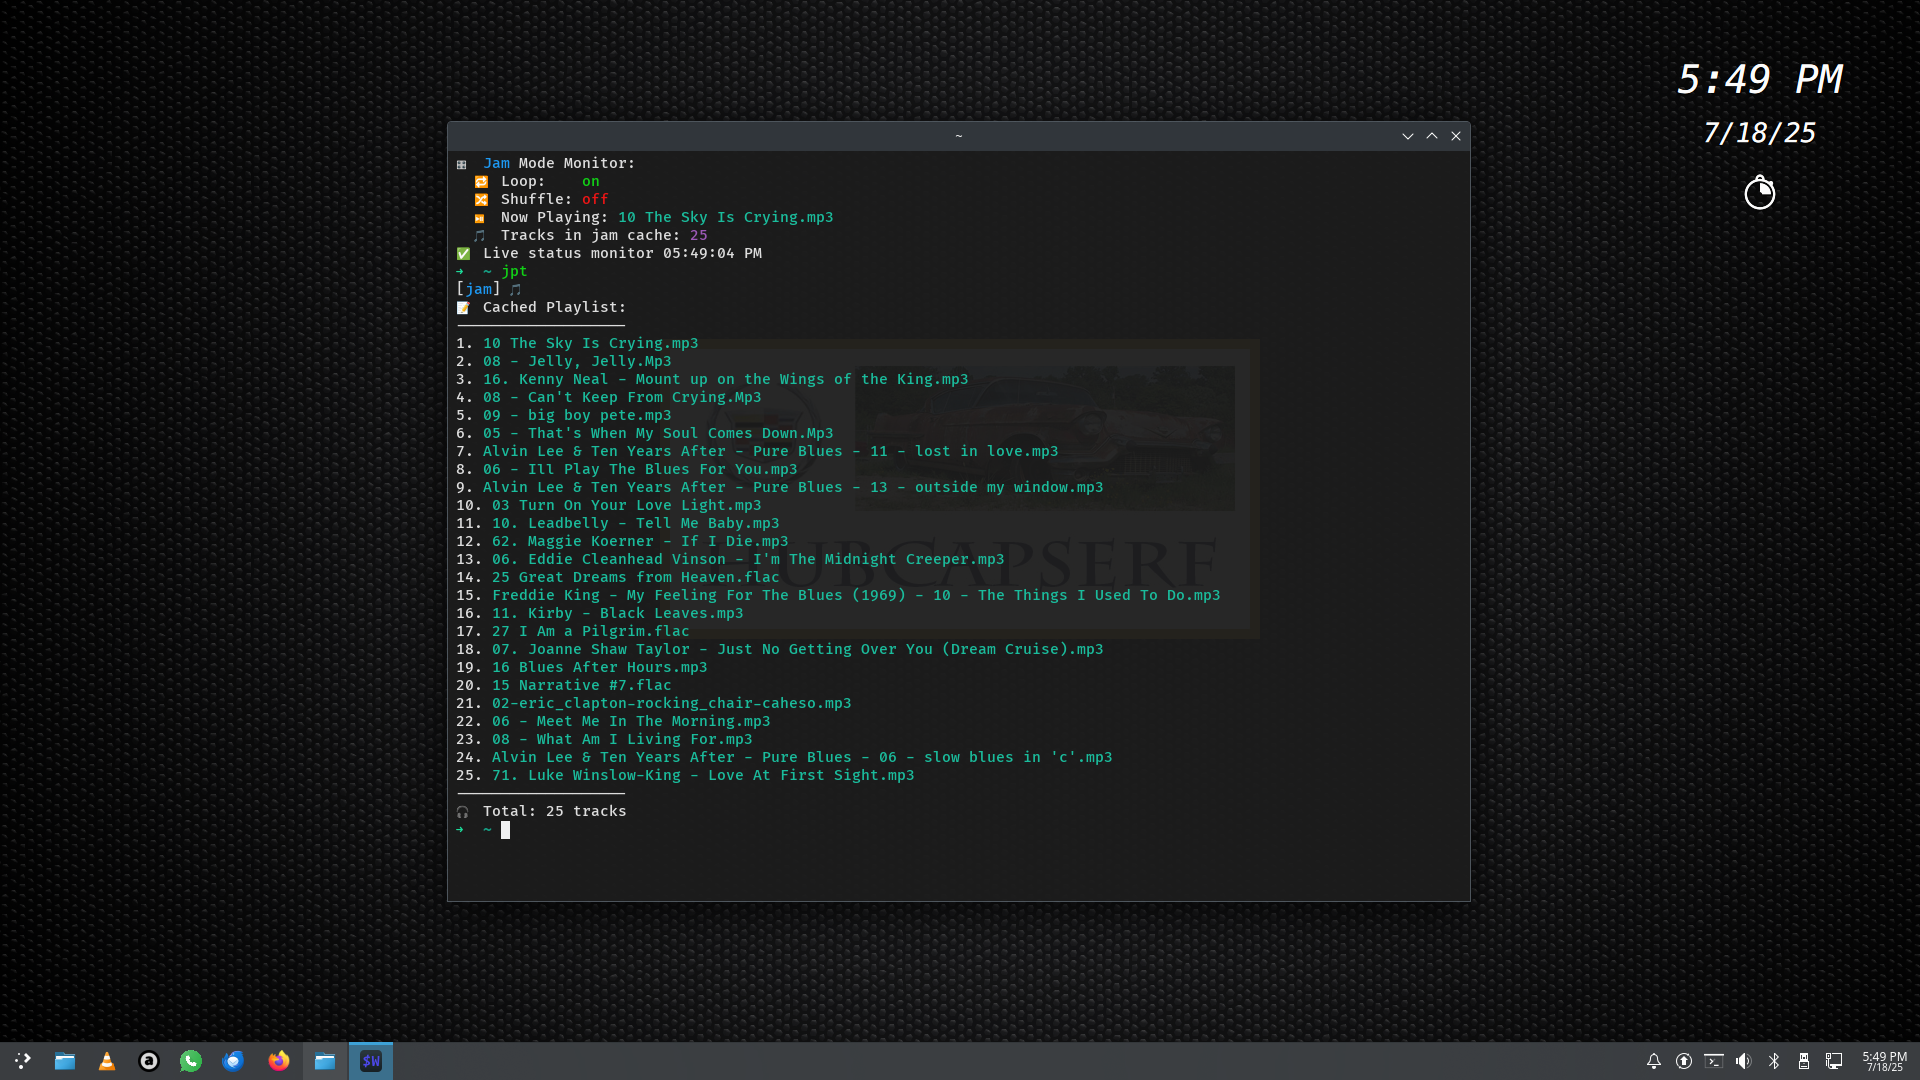 5:49 PM
7/18/25
~
Jam Mode Monitor:
Loop: on
Shuffle: off
Now Playing: 10 The Sky Is Crying.mp3
Tracks in jam cache: 25
Live status monitor 05:49:04 PM
➜ ~ jpt
[jam]
Cached Playlist:
1. 10 The Sky Is Crying.mp3
2. 08 - Jelly, Jelly.Mp3
3. 16. Kenny Neal - Mount up on the Wings of the King.mp3
4. 08 - Can't Keep From Crying.Mp3
5. 09 - big boy pete.mp3
6. 05 - That's When My Soul Comes Down.Mp3
7. Alvin Lee & Ten Years After - Pure Blues - 11 - lost in love.mp3
8. 06 - Ill Play The Blues For You.mp3
9. Alvin Lee & Ten Years After - Pure Blues - 13 - outside my window.mp3
10. 03 Turn On Your Love Light.mp3
11. 10. Leadbelly - Tell Me Baby.mp3
12. 62. Maggie Koerner - If I Die.mp3
13. 06. Eddie Cleanhead Vinson - I'm The Midnight Creeper.mp3
14. 25 Great Dreams from Heaven.flac
15. Freddie King - My Feeling For The Blues (1969) - 10 - The Things I Used To Do.mp3
16. 11. Kirby - Black Leaves.mp3
17. 27 I Am a Pilgrim.flac
18. 07. Joanne Shaw Taylor - Just No Getting Over You (Dream Cruise).mp3
19. 16 Blues After Hours.mp3
20. 15 Narrative #7.flac
21. 02-eric_clapton-rocking_chair-caheso.mp3
22. 06 - Meet Me In The Morning.mp3
23. 08 - What Am I Living For.mp3
24. Alvin Lee & Ten Years After - Pure Blues - 06 - slow blues in 'c'.mp3
25. 71. Luke Winslow-King - Love At First Sight.mp3
Total: 25 tracks
➜ ~
HUBCAPSERF
a
$W
5:49 PM
7/18/25